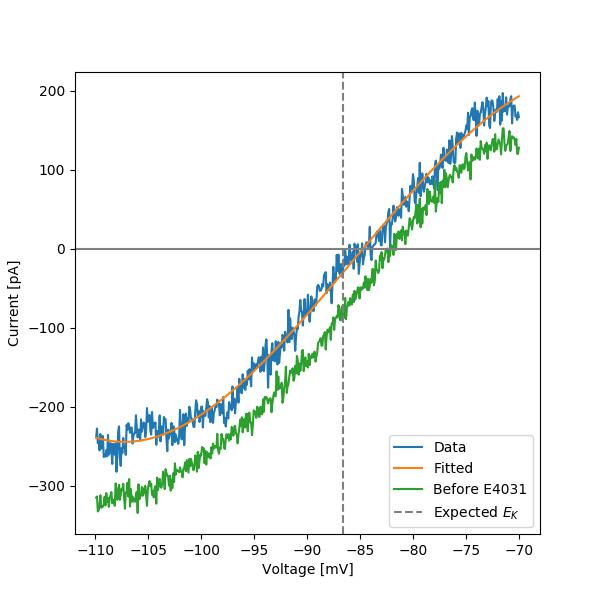 200
100
0
−100
−200
−300
Current [pA]
−110 −105 −100 −95 −90 −85 −80 −75 −70
Voltage [mV]
Data
Fitted
Before E4031
Expected E_K